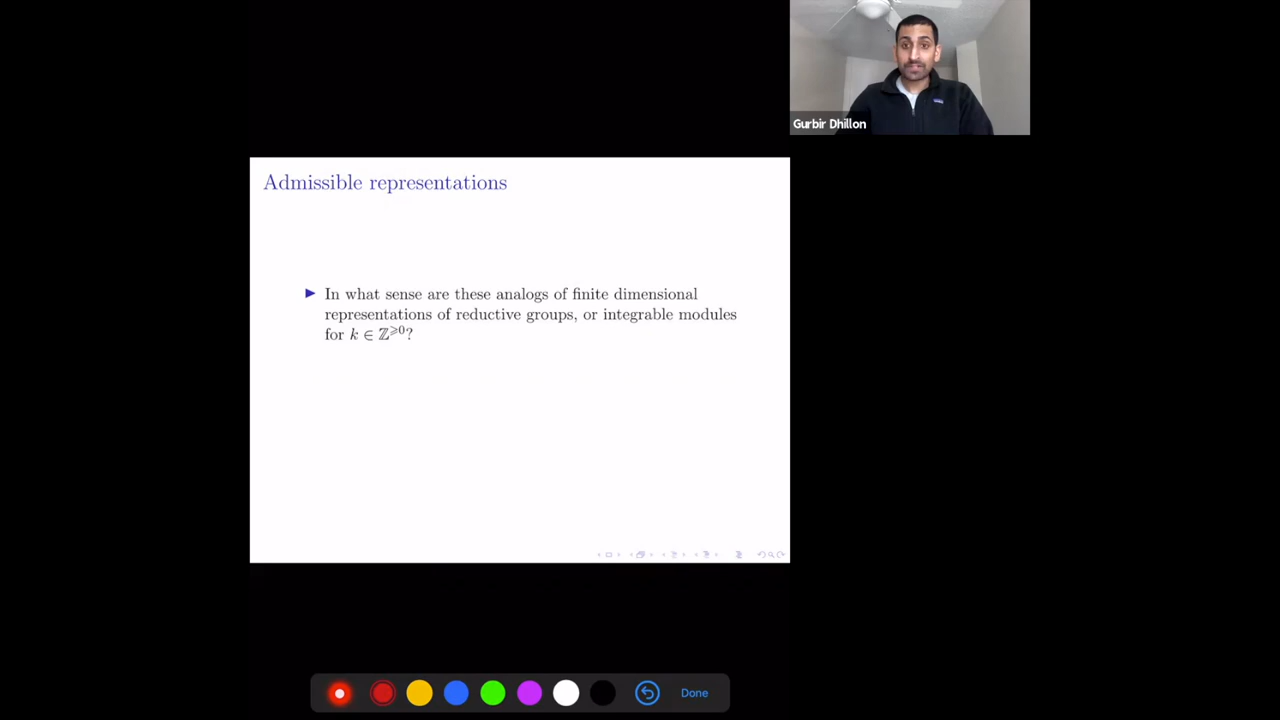 Gurbir Dhillon
Admissible representations
▶ In what sense are these analogs of finite dimensional
representations of reductive groups, or integrable modules
for k ∈ ℤ^{⩾0}?
Done